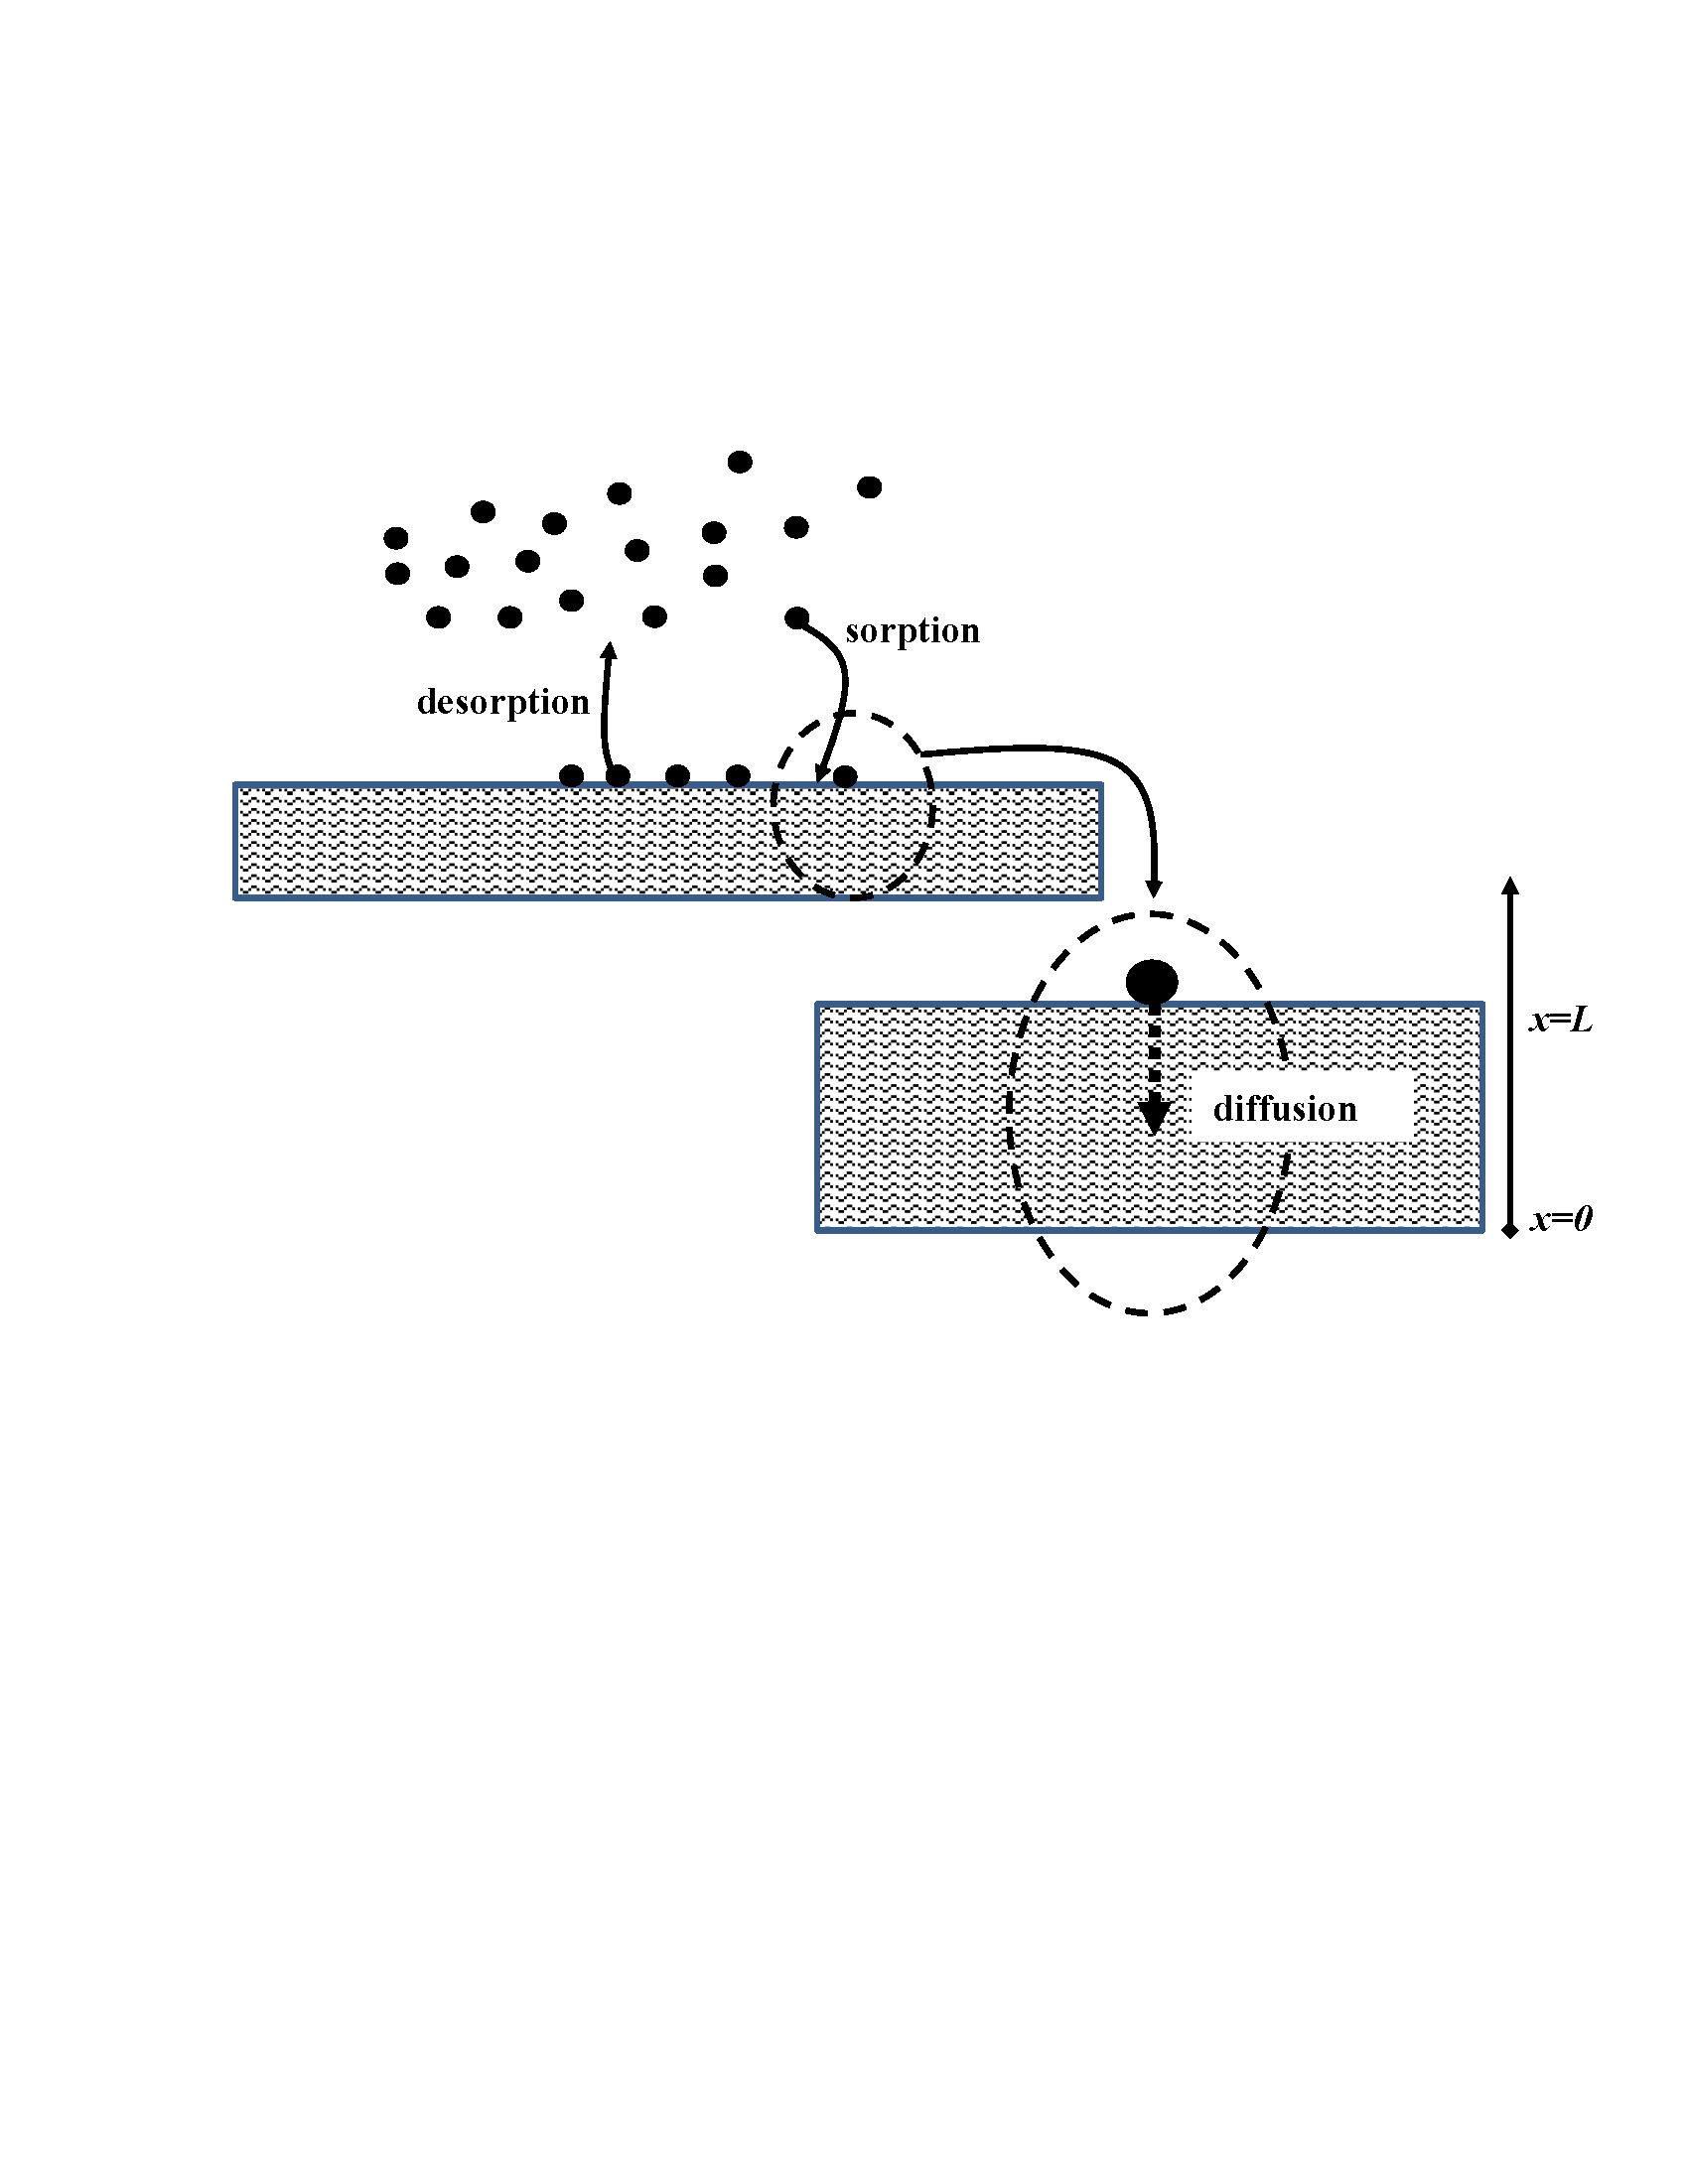 sorption
desorption
x=L
diffusion
x=0